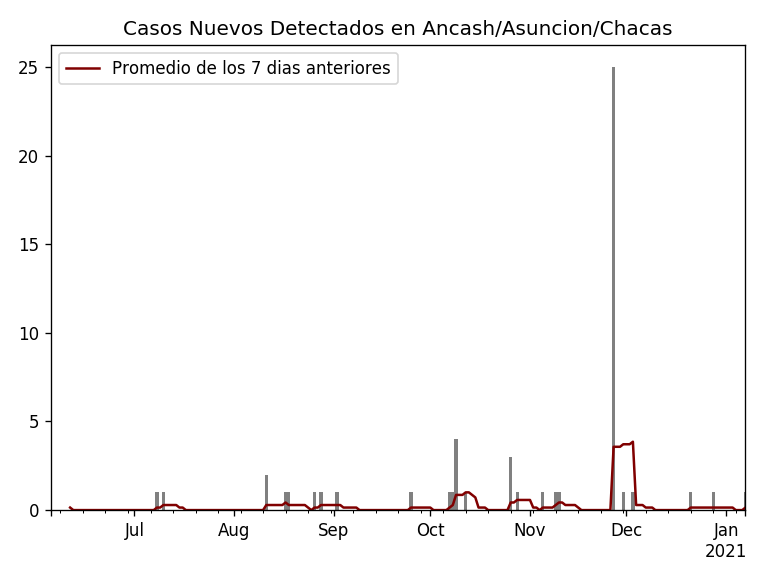 Casos Nuevos Detectados en Ancash/Asuncion/Chacas
Promedio de los 7 dias anteriores
25
20
15
10
5
0
Jul Aug Sep Oct Nov Dec Jan
2021